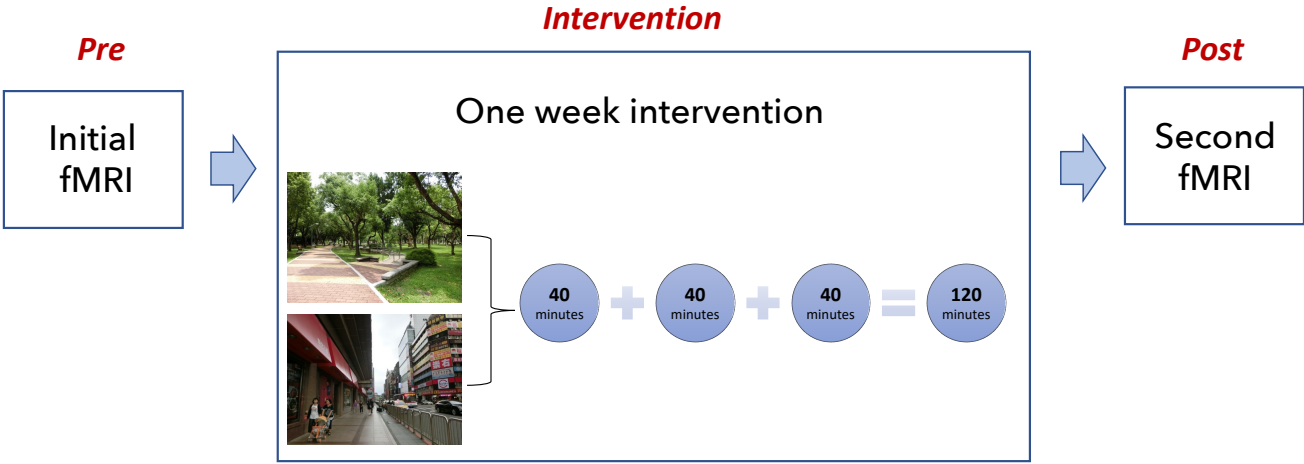 Pre
Intervention
Post
Initial
fMRI
One week intervention
Second
fMRI
40
minutes
+
40
minutes
+
40
minutes
=
120
minutes